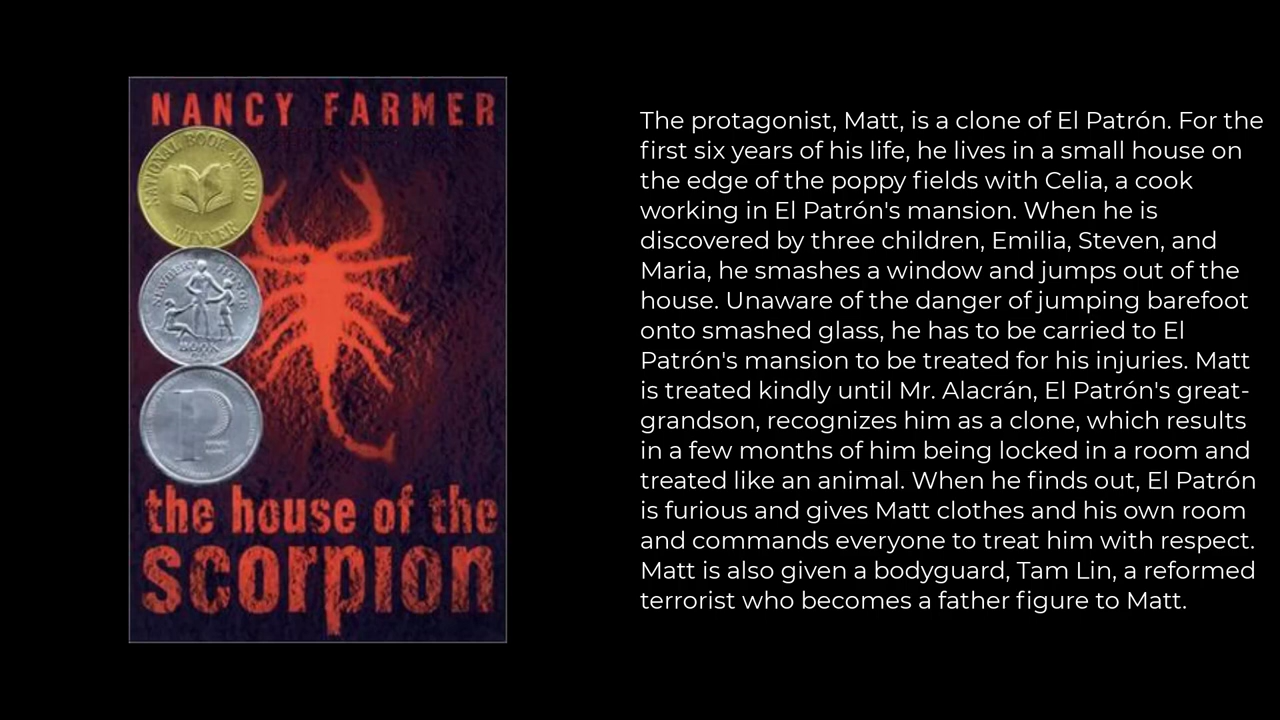 NANCY FARMER
NATIONAL BOOK AWARD
WINNER
NEWBERY HONOR
BOOK
P
the house of the
scorpion
The protagonist, Matt, is a clone of El Patrón. For the
first six years of his life, he lives in a small house on
the edge of the poppy fields with Celia, a cook
working in El Patrón's mansion. When he is
discovered by three children, Emilia, Steven, and
Maria, he smashes a window and jumps out of the
house. Unaware of the danger of jumping barefoot
onto smashed glass, he has to be carried to El
Patrón's mansion to be treated for his injuries. Matt
is treated kindly until Mr. Alacrán, El Patrón's great-
grandson, recognizes him as a clone, which results
in a few months of him being locked in a room and
treated like an animal. When he finds out, El Patrón
is furious and gives Matt clothes and his own room
and commands everyone to treat him with respect.
Matt is also given a bodyguard, Tam Lin, a reformed
terrorist who becomes a father figure to Matt.